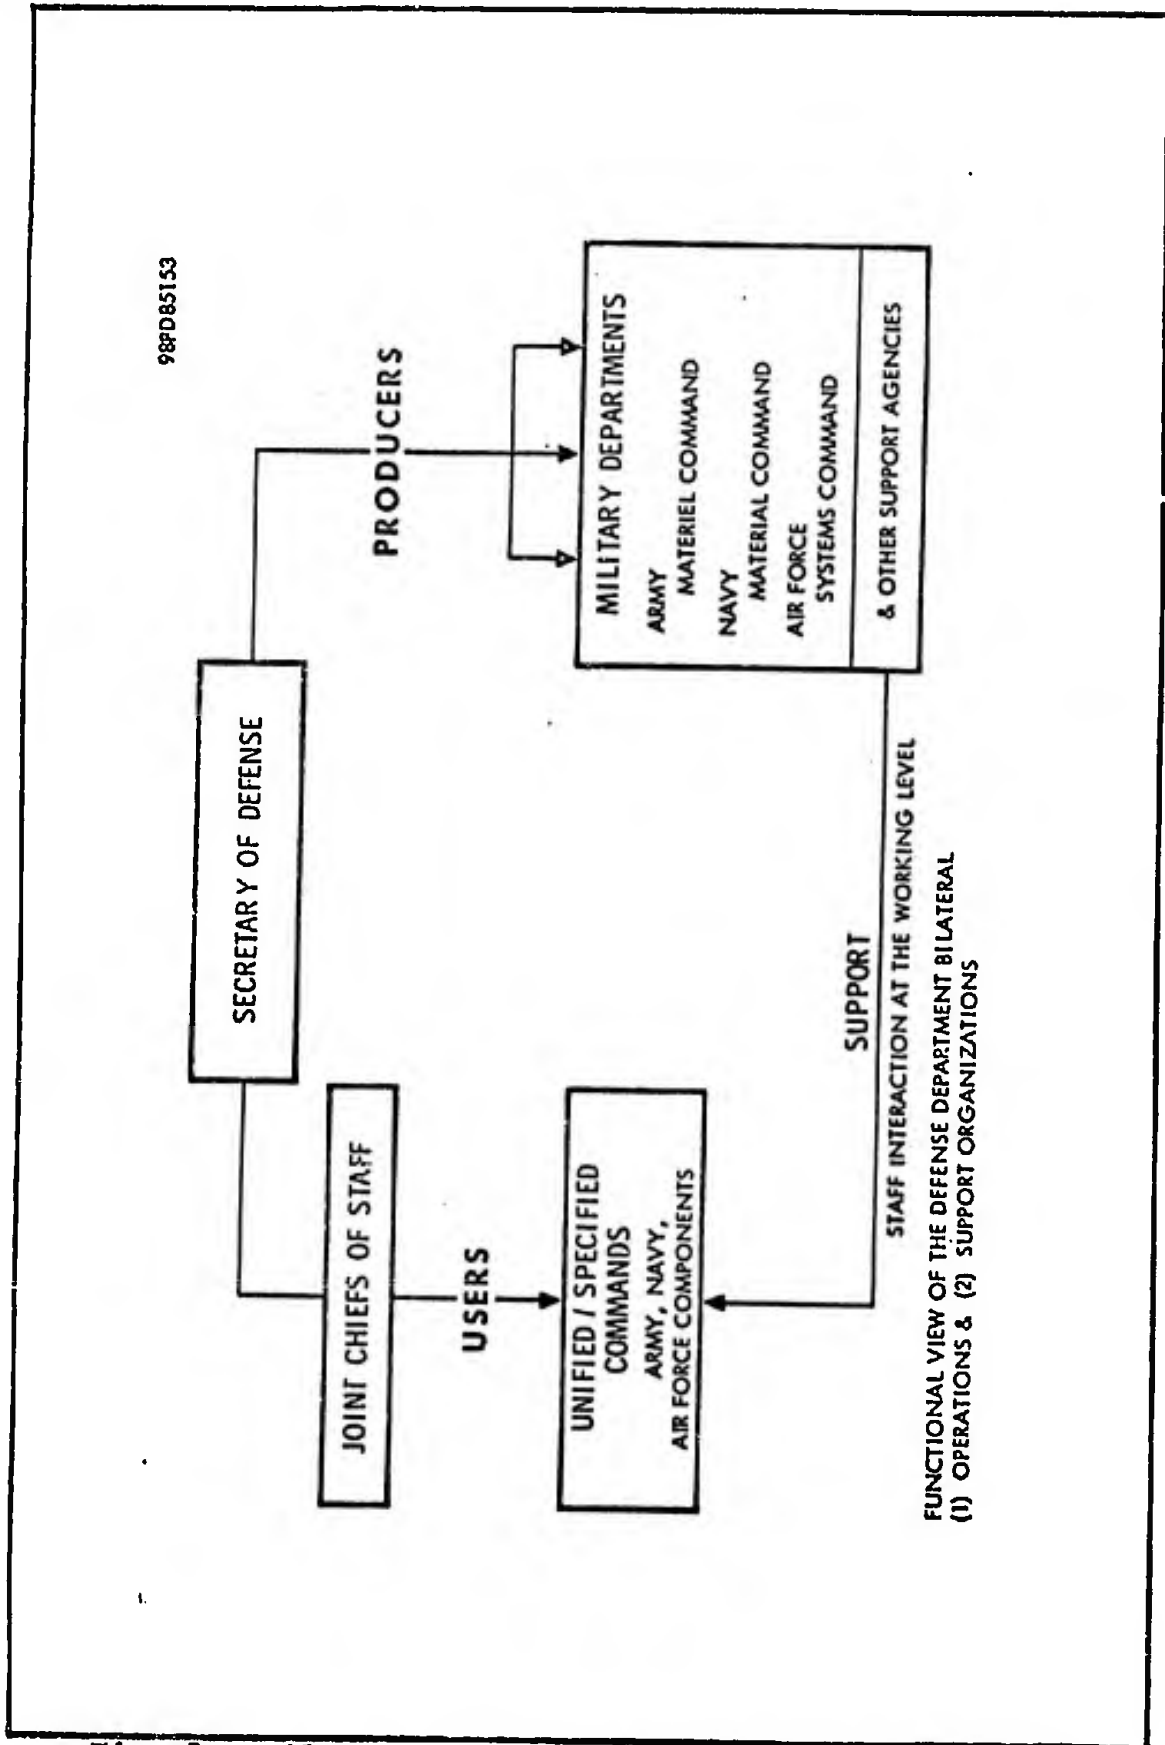 98PD85153
SECRETARY OF DEFENSE
JOINT CHIEFS OF STAFF
USERS
PRODUCERS
UNIFIED / SPECIFIED
COMMANDS
ARMY, NAVY,
AIR FORCE COMPONENTS
MILITARY DEPARTMENTS
ARMY
MATERIEL COMMAND
NAVY
MATERIAL COMMAND
AIR FORCE
SYSTEMS COMMAND
& OTHER SUPPORT AGENCIES
SUPPORT
STAFF INTERACTION AT THE WORKING LEVEL
FUNCTIONAL VIEW OF THE DEFENSE DEPARTMENT BILATERAL
(1) OPERATIONS & (2) SUPPORT ORGANIZATIONS